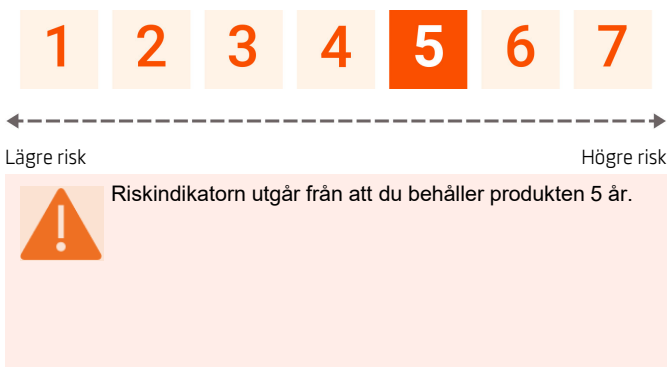 1 2 3 4 5 6 7
Lägre risk Högre risk
Riskindikatorn utgår från att du behåller produkten 5 år.